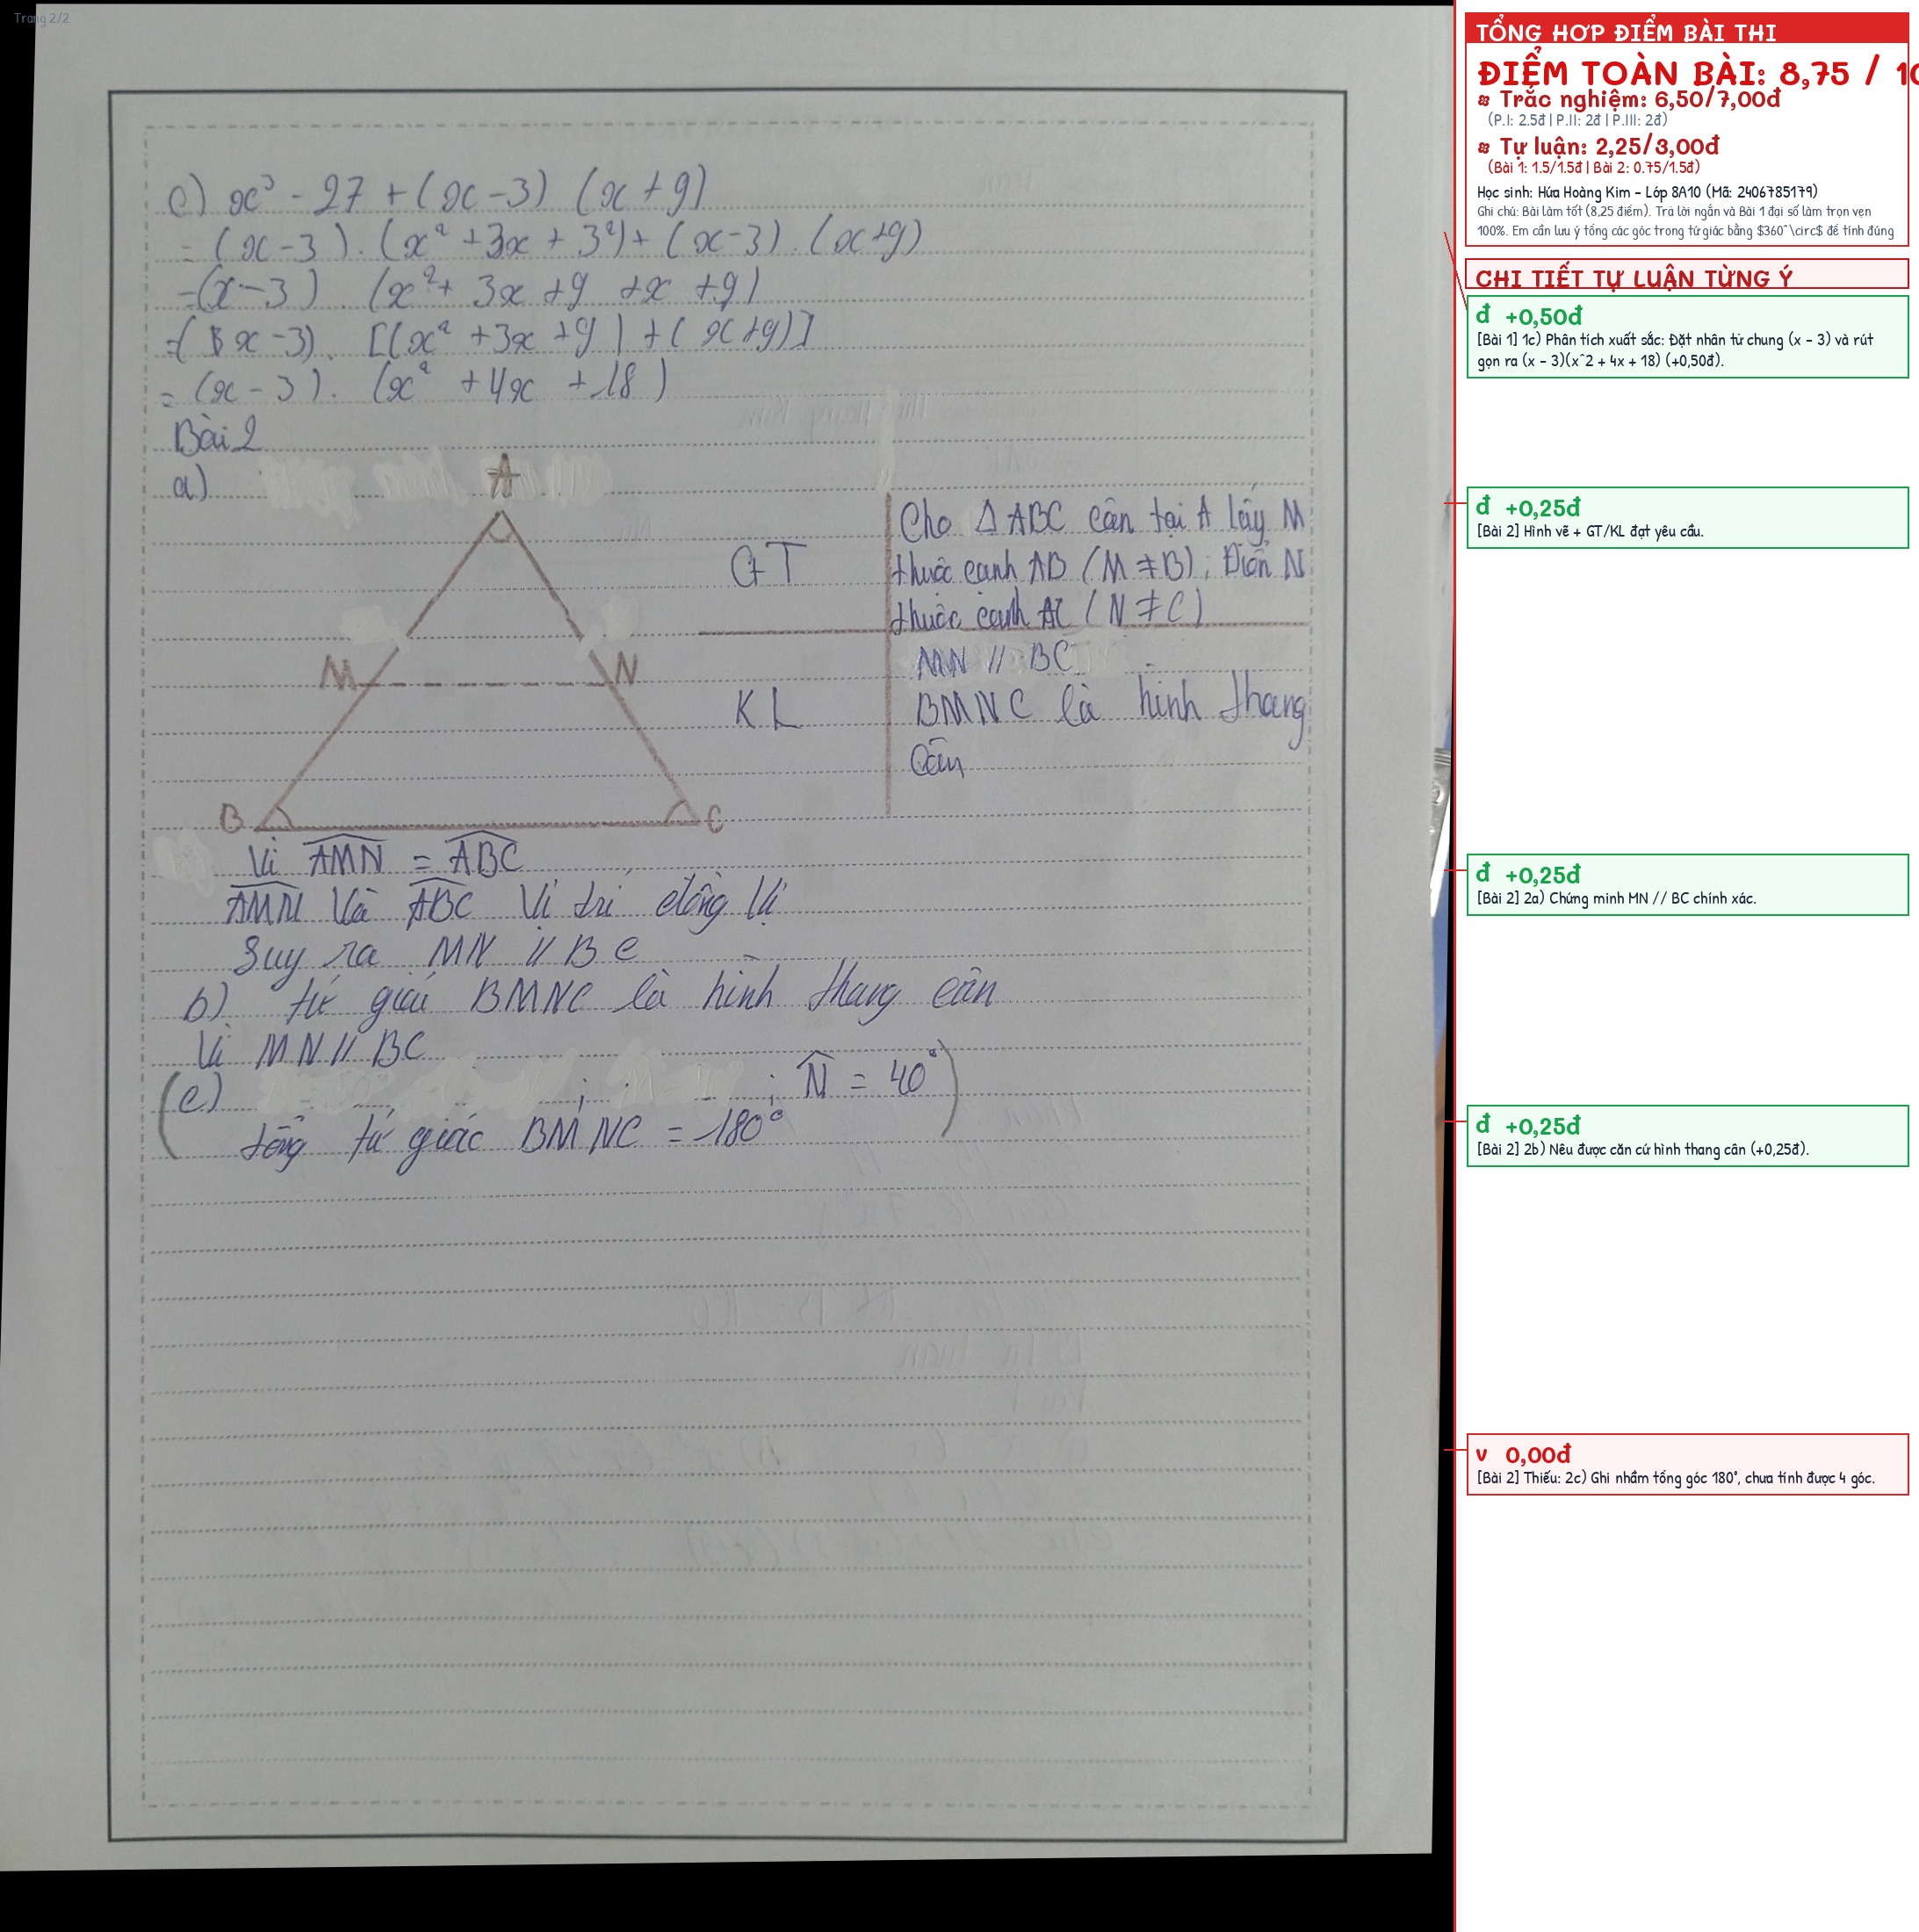 Trang 2/2
c) x³ - 27 + (x - 3) (x + 9)
= (x - 3) . (x² + 3x + 3²) + (x - 3) . (x + 9)
= (x - 3) . (x² + 3x + 9 + x + 9)
= (x - 3) . [(x² + 3x + 9) + (x + 9)]
= (x - 3) . (x² + 4x + 18)
Bài 2
a)
A
M
N
B
C
GT
Cho Δ ABC cân tại A lấy M
thuộc cạnh AB (M ≠ B); Điểm N
thuộc cạnh AC (N ≠ C)
KL
MN // BC
BMNC là hình thang
cân
Vì AMN = ABC
AMN Và ABC Vị trí đồng Vị
Suy ra MN // BC
b) tứ giái BMNC là hình thang cân
Vì MN // BC
(c) ; ; N = 40°)
tổng tứ giác BMNC = 180°
TỔNG HỢP ĐIỂM BÀI THI
ĐIỂM TOÀN BÀI: 8,75 / 10
Trắc nghiệm: 6,50/7,00đ
(P.I: 2.5đ | P.II: 2đ | P.III: 2đ)
Tự luận: 2,25/3,00đ
(Bài 1: 1.5/1.5đ | Bài 2: 0.75/1.5đ)
Học sinh: Hứa Hoàng Kim - Lớp 8A10 (Mã: 2406785179)
Ghi chú: Bài làm tốt (8,25 điểm). Trả lời ngắn và Bài 1 đại số làm trọn vẹn
100%. Em cần lưu ý tổng các góc trong tứ giác bằng $360^\circ$ để tính đúng
CHI TIẾT TỰ LUẬN TỪNG Ý
đ +0,50đ
[Bài 1] 1c) Phân tích xuất sắc: Đặt nhân tử chung (x - 3) và rút
gọn ra (x - 3)(x^2 + 4x + 18) (+0,50đ).
đ +0,25đ
[Bài 2] Hình vẽ + GT/KL đạt yêu cầu.
đ +0,25đ
[Bài 2] 2a) Chứng minh MN // BC chính xác.
đ +0,25đ
[Bài 2] 2b) Nêu được căn cứ hình thang cân (+0,25đ).
v 0,00đ
[Bài 2] Thiếu: 2c) Ghi nhầm tổng góc 180°, chưa tính được 4 góc.